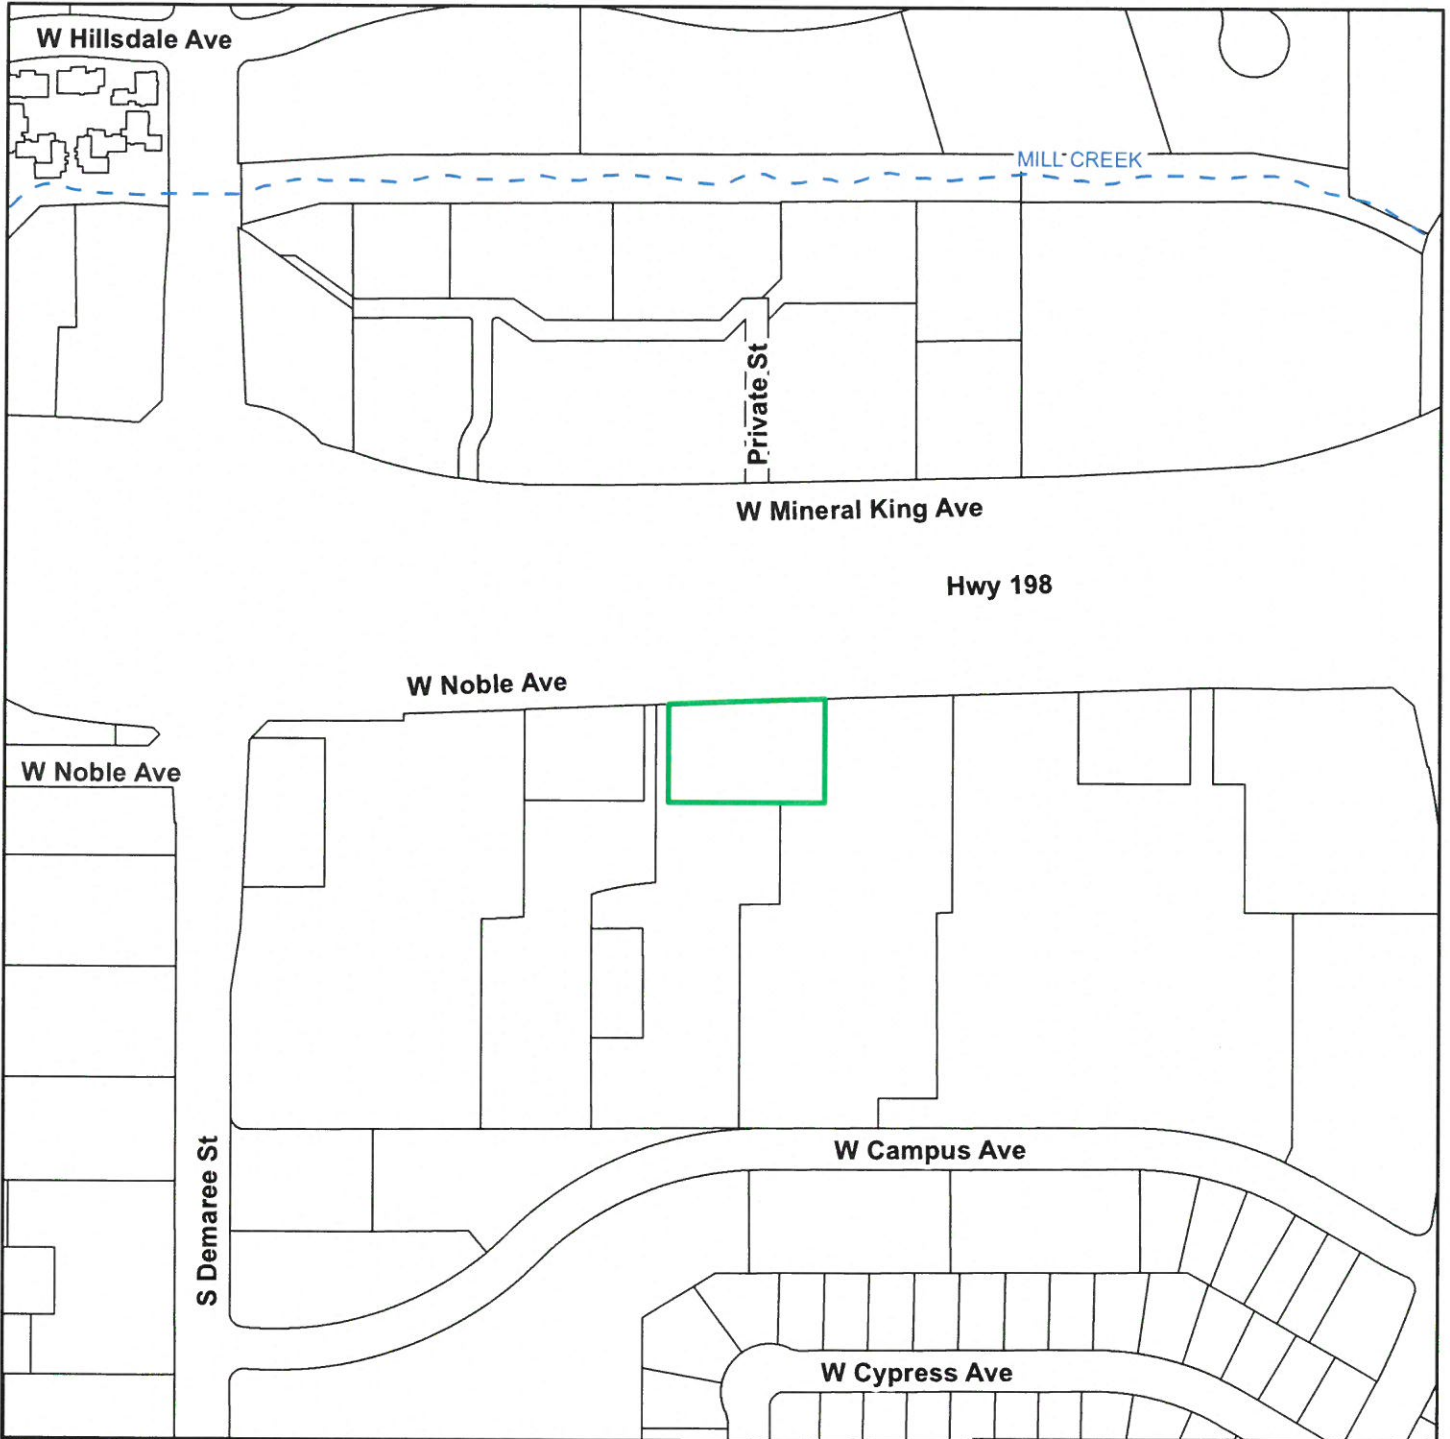 W Hillsdale Ave
MILL CREEK
Private St
W Mineral King Ave
Hwy 198
W Noble Ave
W Noble Ave
S Demaree St
W Campus Ave
W Cypress Ave